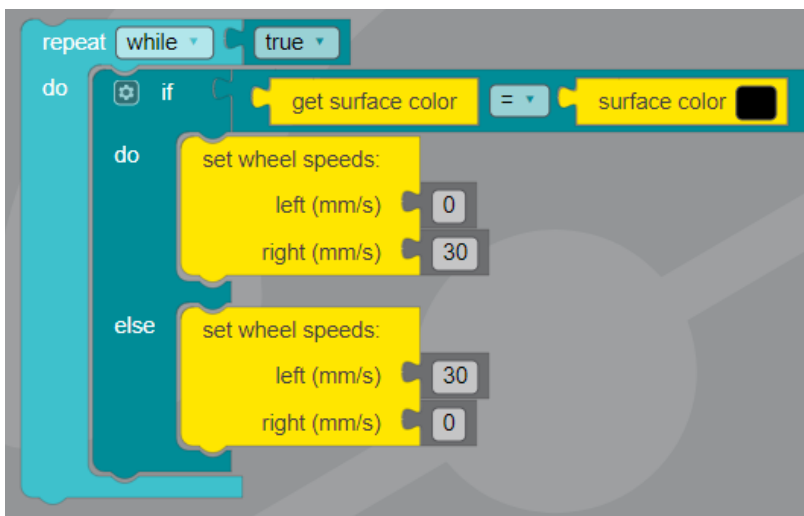 repeat while true
do if get surface color = surface color
do set wheel speeds:
left (mm/s) 0
right (mm/s) 30
else set wheel speeds:
left (mm/s) 30
right (mm/s) 0